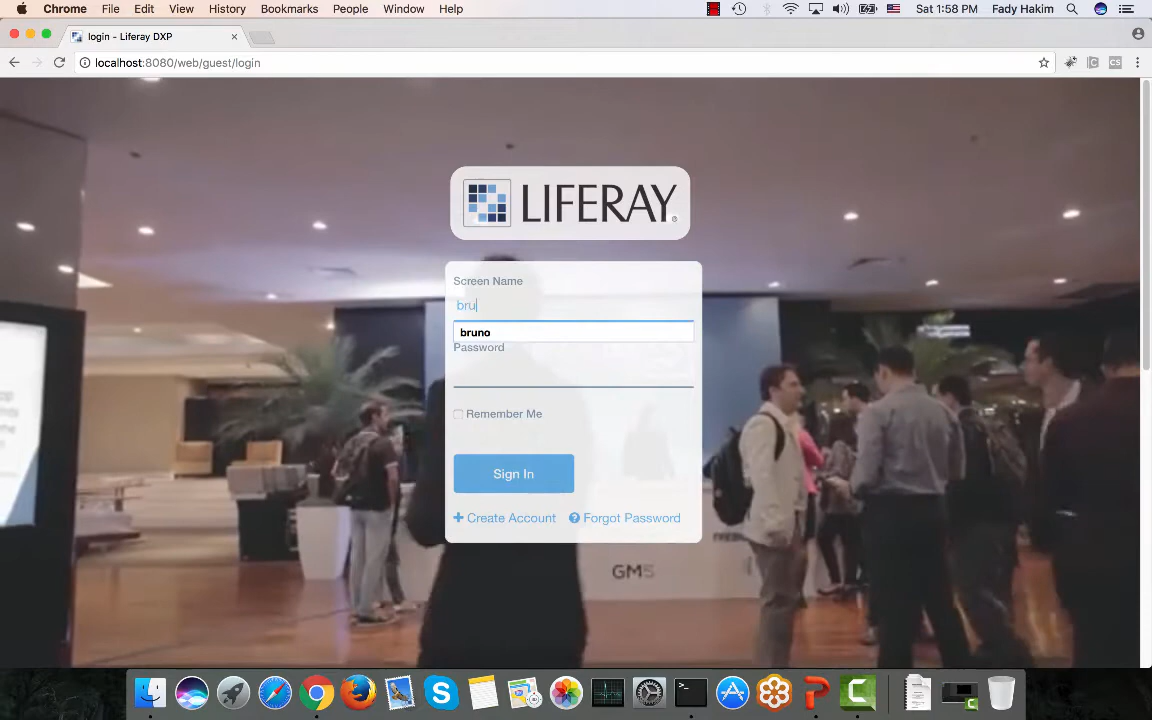 Chrome File Edit View History Bookmarks People Window Help Sat 1:58 PM Fady Hakim
login - Liferay DXP
localhost:8080/web/guest/login
LIFERAY
Screen Name
bru
bruno
Password
Remember Me
Sign In
Create Account Forgot Password
GMS